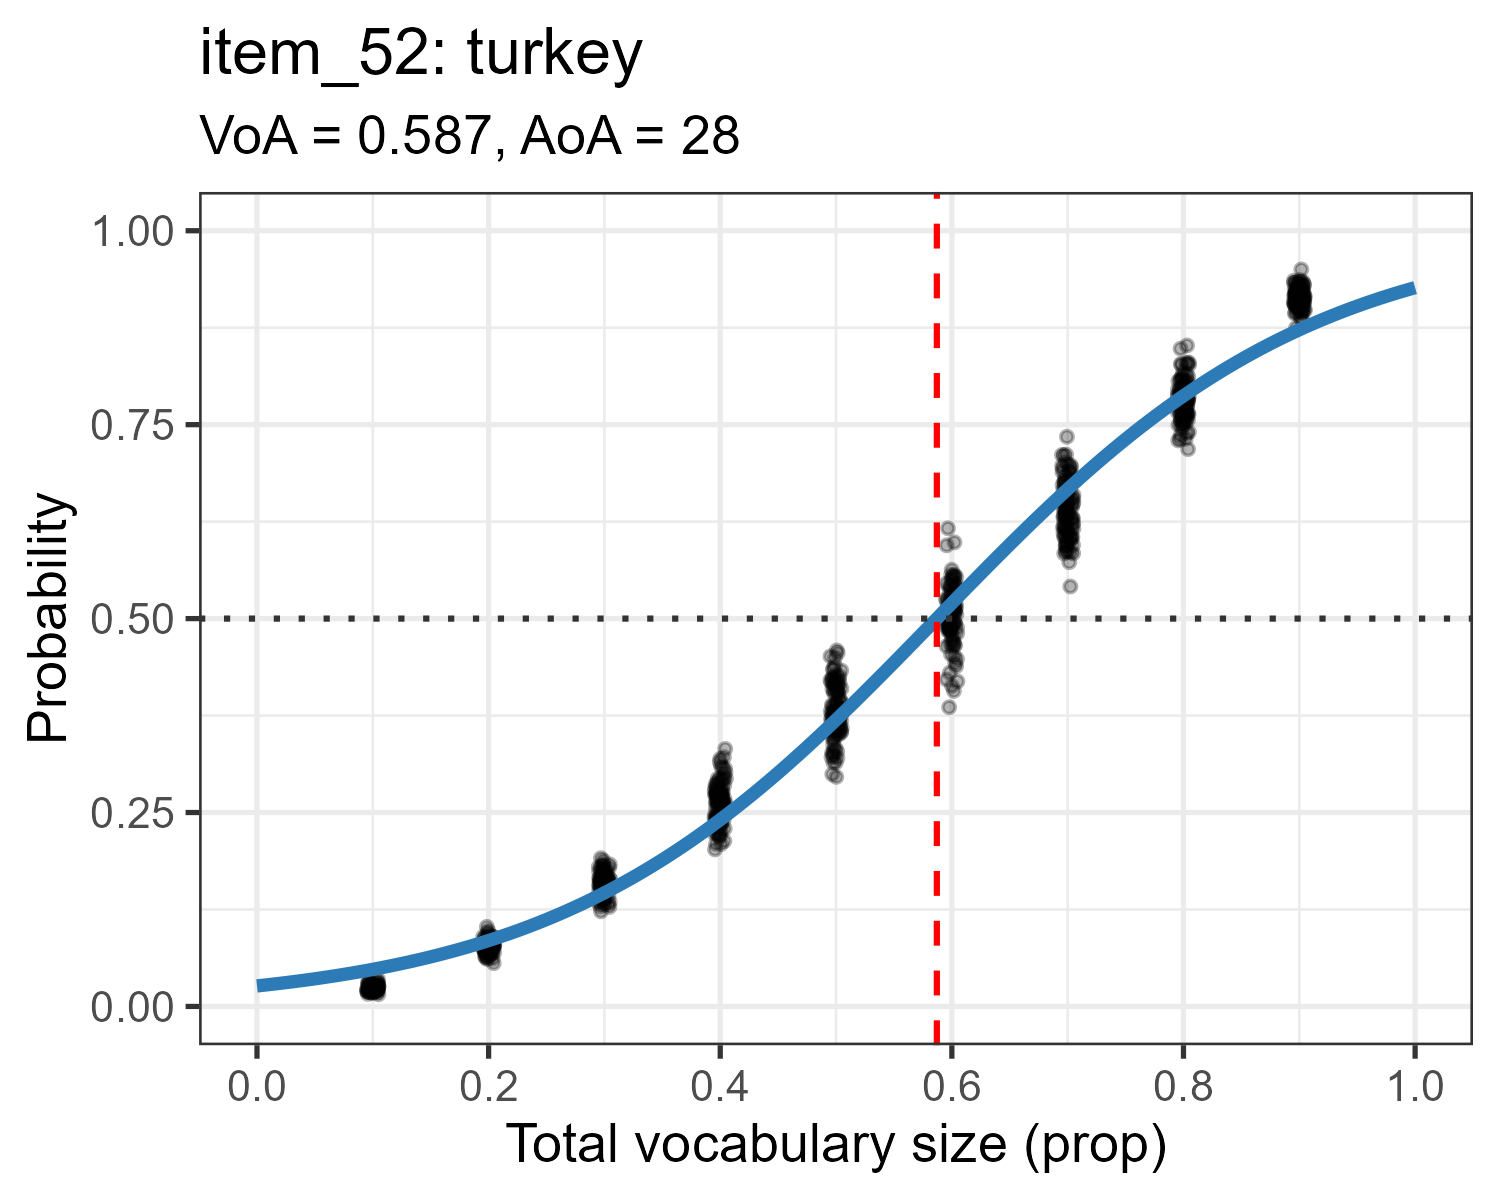 item_52: turkey
VoA = 0.587, AoA = 28
1.00
0.75
0.50
0.25
0.00
Probability
0.0 0.2 0.4 0.6 0.8 1.0
Total vocabulary size (prop)